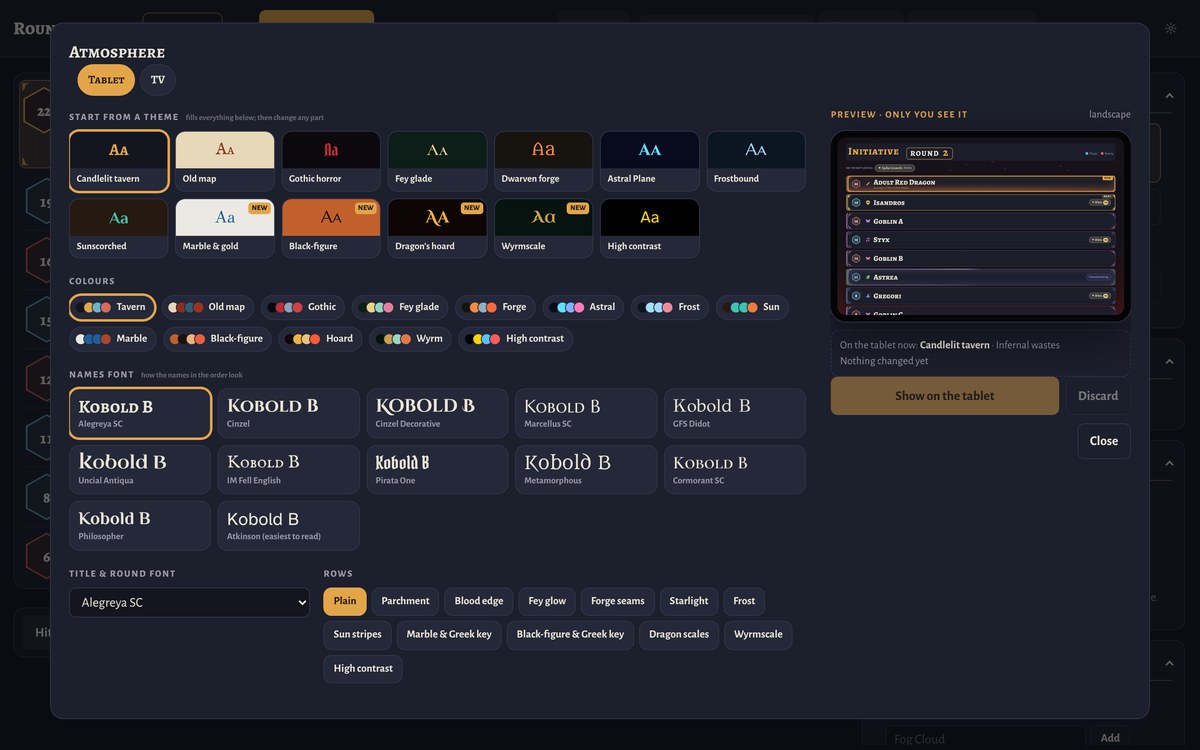 Atmosphere
Tablet TV
START FROM A THEME fills everything below; then change any part
Aa Aa Aa Aa Aa Aa Aa
Candlelit tavern Old map Gothic horror Fey glade Dwarven forge Astral Plane Frostbound
Aa Aa NEW Aa NEW Aa NEW Aa NEW Aa
Sunscorched Marble & gold Black-figure Dragon's hoard Wyrmscale High contrast
COLOURS
Tavern Old map Gothic Fey glade Forge Astral Frost Sun
Marble Black-figure Hoard Wyrm High contrast
NAMES FONT how the names in the order look
Kobold B Kobold B Kobold B Kobold B Kobold B
Alegreya SC Cinzel Cinzel Decorative Marcellus SC GFS Didot
Kobold B Kobold B Kobold B Kobold B Kobold B
Uncial Antiqua IM Fell English Pirata One Metamorphous Cormorant SC
Kobold B Kobold B
Philosopher Atkinson (easiest to read)
TITLE & ROUND FONT
Alegreya SC
ROWS
Plain Parchment Blood edge Fey glow Forge seams Starlight Frost
Sun stripes Marble & Greek key Black-figure & Greek key Dragon scales Wyrmscale
High contrast
PREVIEW · ONLY YOU SEE IT landscape
Initiative ROUND 2
Adult Red Dragon
Isandros
Goblin A
Styx
Goblin B
Astrea
Gregori
Goblin C
On the tablet now: Candlelit tavern · Infernal wastes
Nothing changed yet
Show on the tablet Discard
Close
Fog Cloud Add